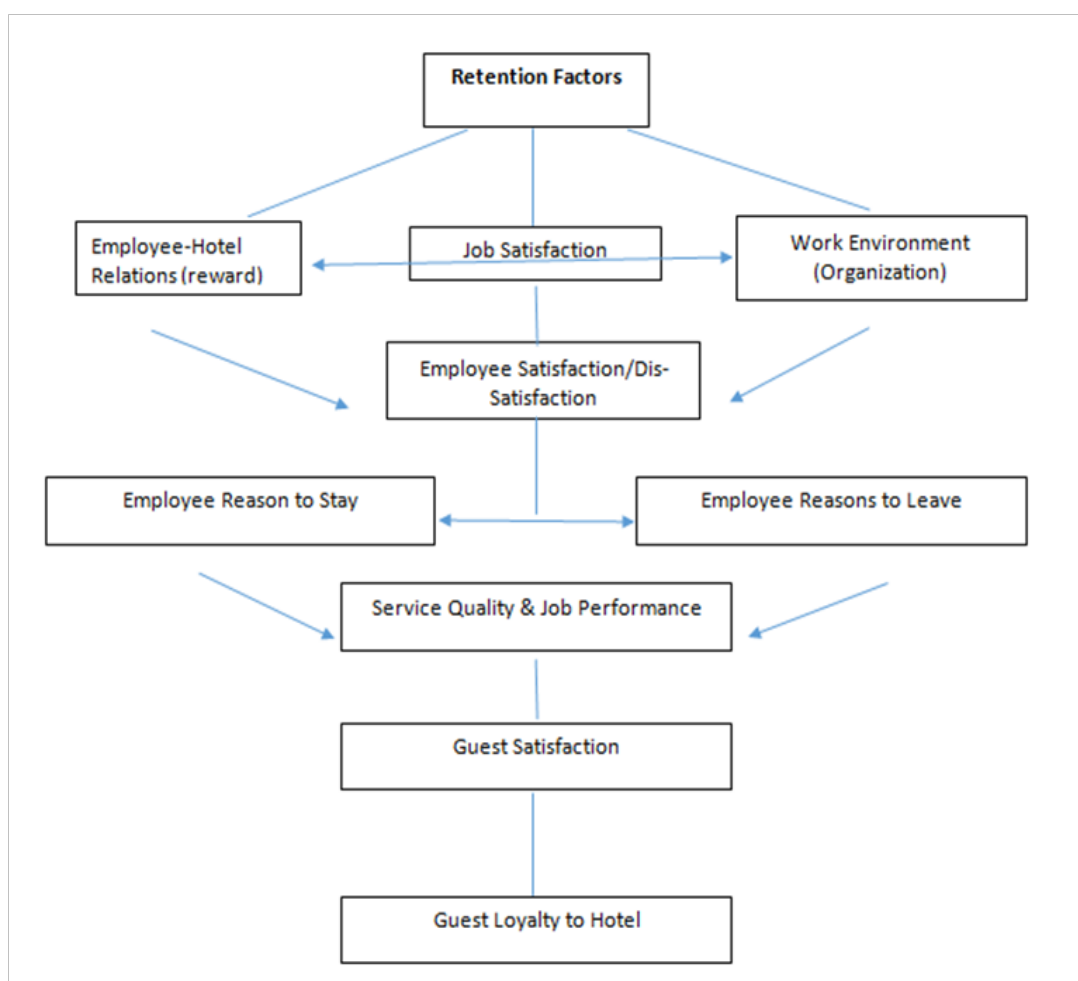 Retention Factors
Employee-Hotel
Relations (reward)
Job Satisfaction
Work Environment
(Organization)
Employee Satisfaction/Dis-
Satisfaction
Employee Reason to Stay
Employee Reasons to Leave
Service Quality & Job Performance
Guest Satisfaction
Guest Loyalty to Hotel